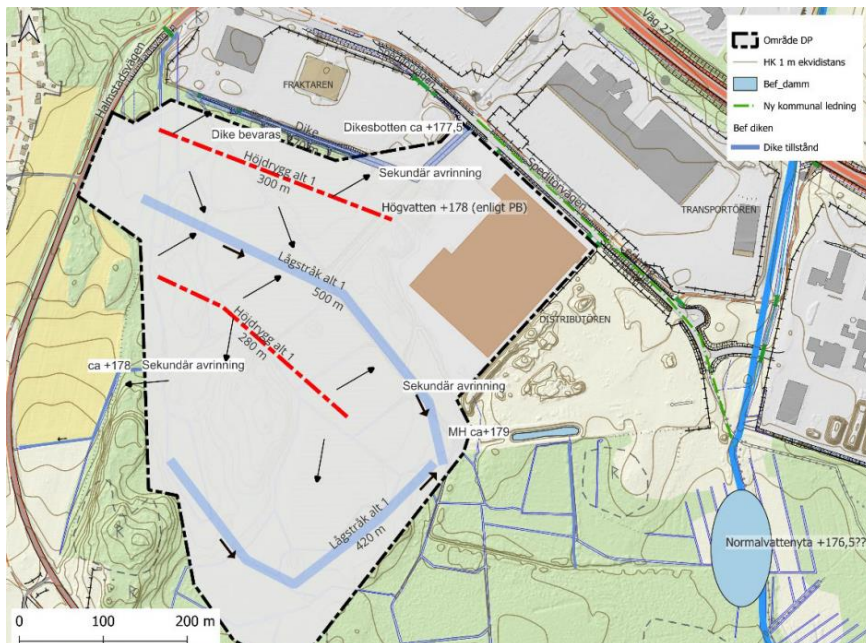 Halmstadsvägen
Väg 27
FRAKTAREN
Dike
Dike bevaras
Dikesbotten ca +177,5
Höjdrygg alt 1
300 m
Sekundär avrinning
Högvatten +178 (enligt PB)
Speditörvägen
TRANSPORTÖREN
Lågstråk alt 1
500 m
Höjdrygg alt 1
280 m
DISTRIBUTÖREN
ca +178
Sekundär avrinning
Sekundär avrinning
MH ca+179
Lågstråk alt 1
420 m
Normalvattenyta +176,5??
0 100 200 m
Område DP
HK 1 m ekvidistans
Bef_damm
Ny kommunal ledning
Bef diken
Dike tillstånd